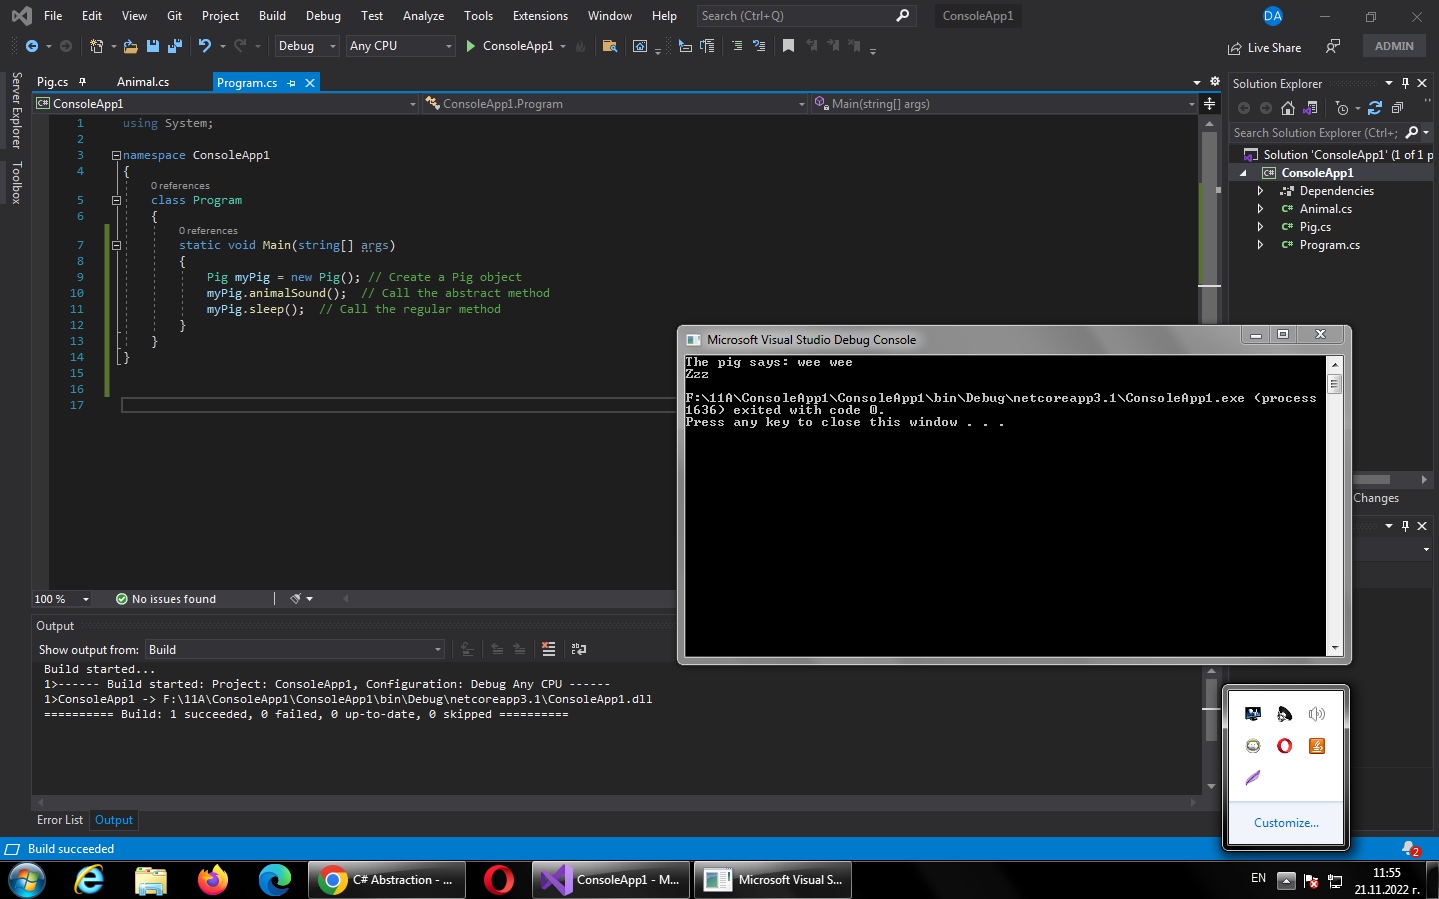 File Edit View Git Project Build Debug Test Analyze Tools Extensions Window Help Search (Ctrl+Q) ConsoleApp1 DA
Debug Any CPU ConsoleApp1 Live Share ADMIN
Server Explorer
Toolbox
Pig.cs Animal.cs Program.cs
C# ConsoleApp1 ConsoleApp1.Program Main(string[] args)
1 using System;
2
3 namespace ConsoleApp1
4 {
0 references
5 class Program
6 {
0 references
7 static void Main(string[] args)
8 {
9 Pig myPig = new Pig(); // Create a Pig object
10 myPig.animalSound();  // Call the abstract method
11 myPig.sleep();  // Call the regular method
12 }
13 }
14 }
15
16
17
100 % No issues found
Output
Show output from: Build
Build started...
1>------ Build started: Project: ConsoleApp1, Configuration: Debug Any CPU ------
1>ConsoleApp1 -> F:\11A\ConsoleApp1\ConsoleApp1\bin\Debug\netcoreapp3.1\ConsoleApp1.dll
========== Build: 1 succeeded, 0 failed, 0 up-to-date, 0 skipped ==========
Error List Output
Microsoft Visual Studio Debug Console
The pig says: wee wee
Zzz
F:\11A\ConsoleApp1\ConsoleApp1\bin\Debug\netcoreapp3.1\ConsoleApp1.exe (process
1636) exited with code 0.
Press any key to close this window . . .
Solution Explorer
Search Solution Explorer (Ctrl+;
Solution 'ConsoleApp1' (1 of 1 p
C# ConsoleApp1
Dependencies
C# Animal.cs
C# Pig.cs
C# Program.cs
Changes
Customize...
Build succeeded 2
C# Abstraction - ... ConsoleApp1 - M... Microsoft Visual S... EN 11:55
21.11.2022 г.